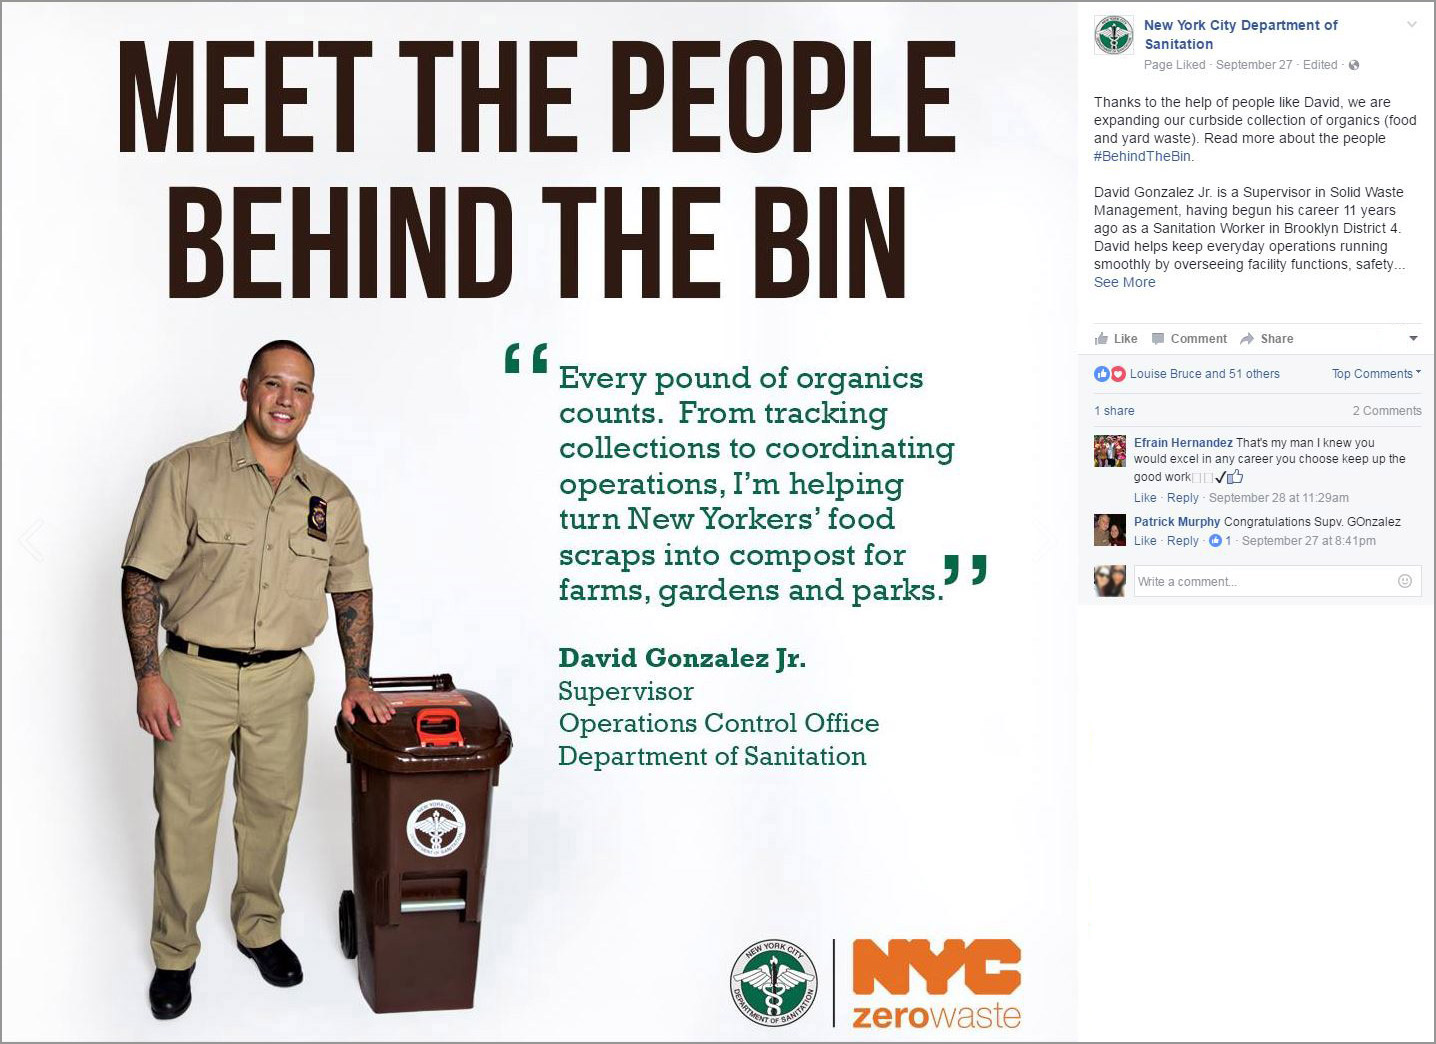 MEET THE PEOPLE
BEHIND THE BIN
“Every pound of organics
counts. From tracking
collections to coordinating
operations, I’m helping
turn New Yorkers’ food
scraps into compost for
farms, gardens and parks.”
David Gonzalez Jr.
Supervisor
Operations Control Office
Department of Sanitation
NEW YORK CITY
DEPARTMENT OF SANITATION
NEW YORK CITY
DEPARTMENT OF SANITATION
NYC
zerowaste
New York City Department of
Sanitation
Page Liked · September 27 · Edited ·
Thanks to the help of people like David, we are
expanding our curbside collection of organics (food
and yard waste). Read more about the people
#BehindTheBin.
David Gonzalez Jr. is a Supervisor in Solid Waste
Management, having begun his career 11 years
ago as a Sanitation Worker in Brooklyn District 4.
David helps keep everyday operations running
smoothly by overseeing facility functions, safety...
See More
Like Comment Share
Louise Bruce and 51 others Top Comments
1 share 2 Comments
Efrain Hernandez That's my man I knew you
would excel in any career you choose keep up the
good work
Like · Reply · September 28 at 11:29am
Patrick Murphy Congratulations Supv. GOnzalez
Like · Reply · 1 · September 27 at 8:41pm
Write a comment...